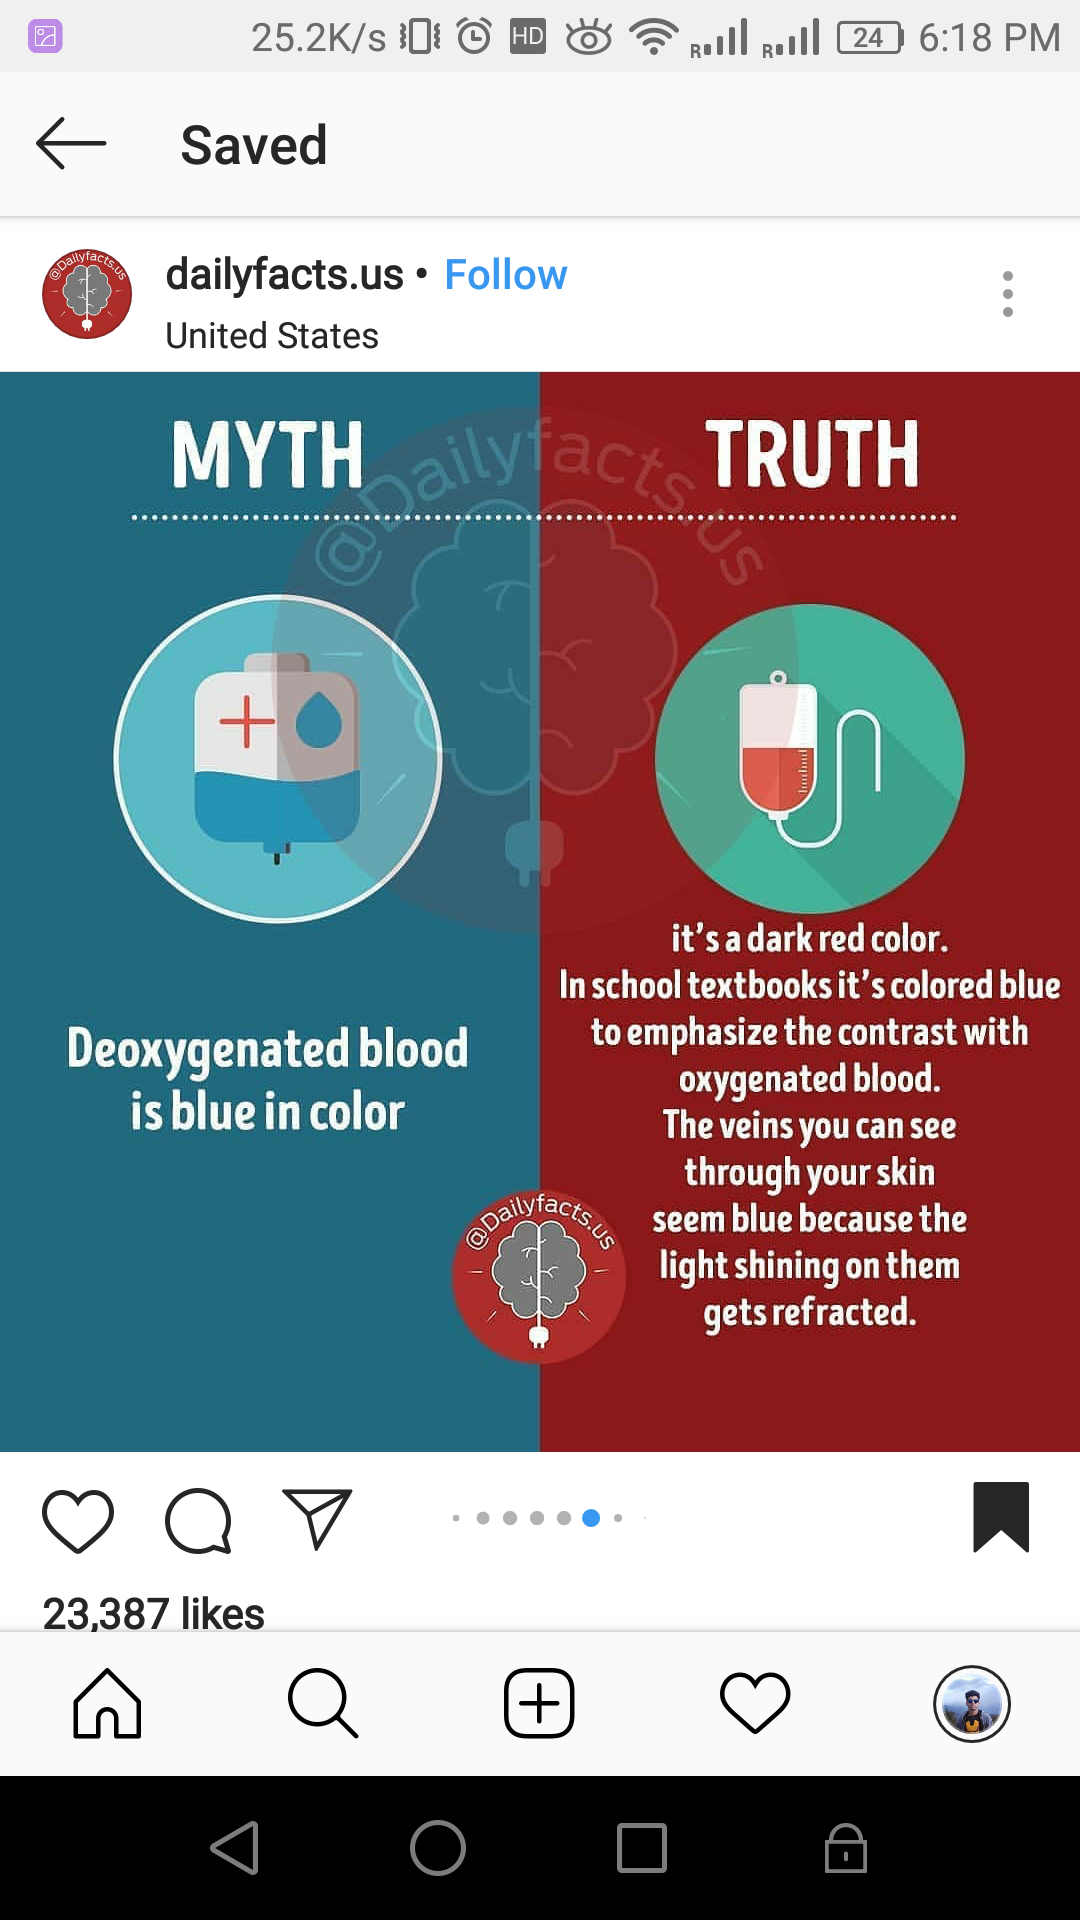 25.2K/s HD R R 24 6:18 PM
Saved
@Dailyfacts.us
dailyfacts.us • Follow
United States
MYTH
TRUTH
@Dailyfacts.us
Deoxygenated blood
is blue in color
it's a dark red color.
In school textbooks it's colored blue
to emphasize the contrast with
oxygenated blood.
The veins you can see
through your skin
seem blue because the
light shining on them
gets refracted.
@Dailyfacts.us
23,387 likes